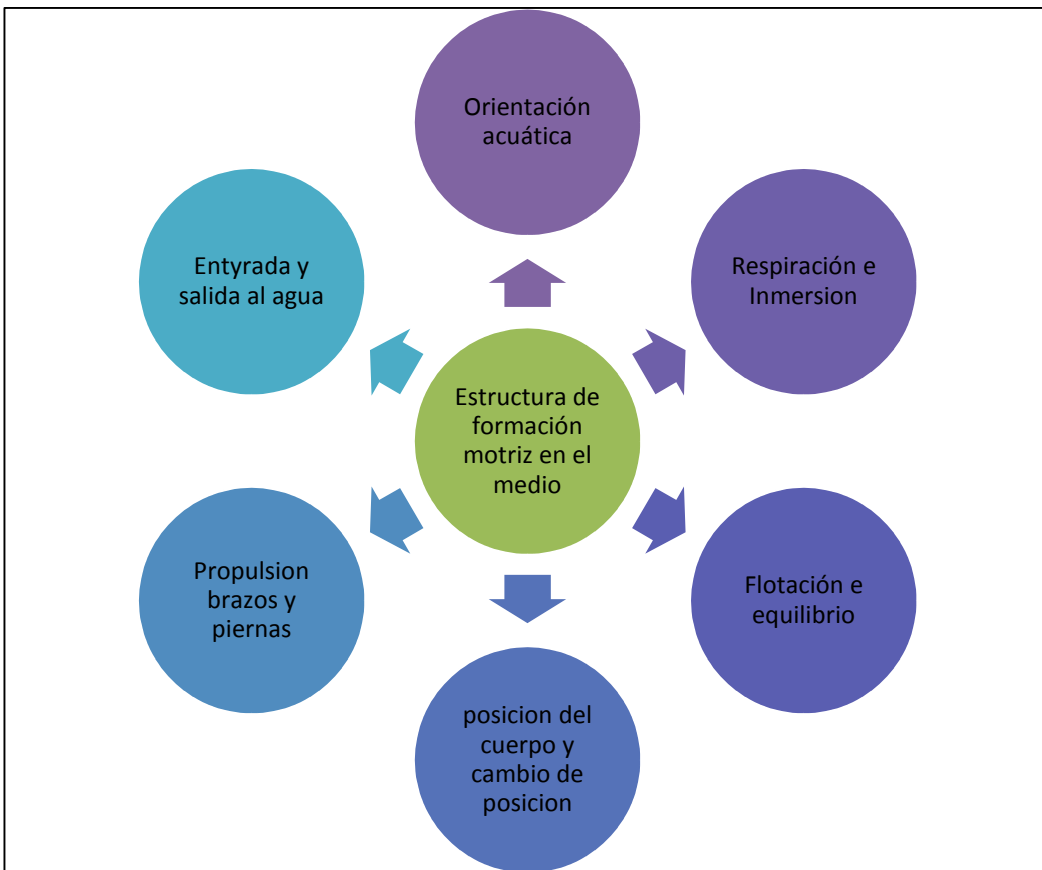 Orientación
acuática
Respiración e
Inmersion
Flotación e
equilibrio
posicion del
cuerpo y
cambio de
posicion
Propulsion
brazos y
piernas
Entyrada y
salida al agua
Estructura de
formación
motriz en el
medio